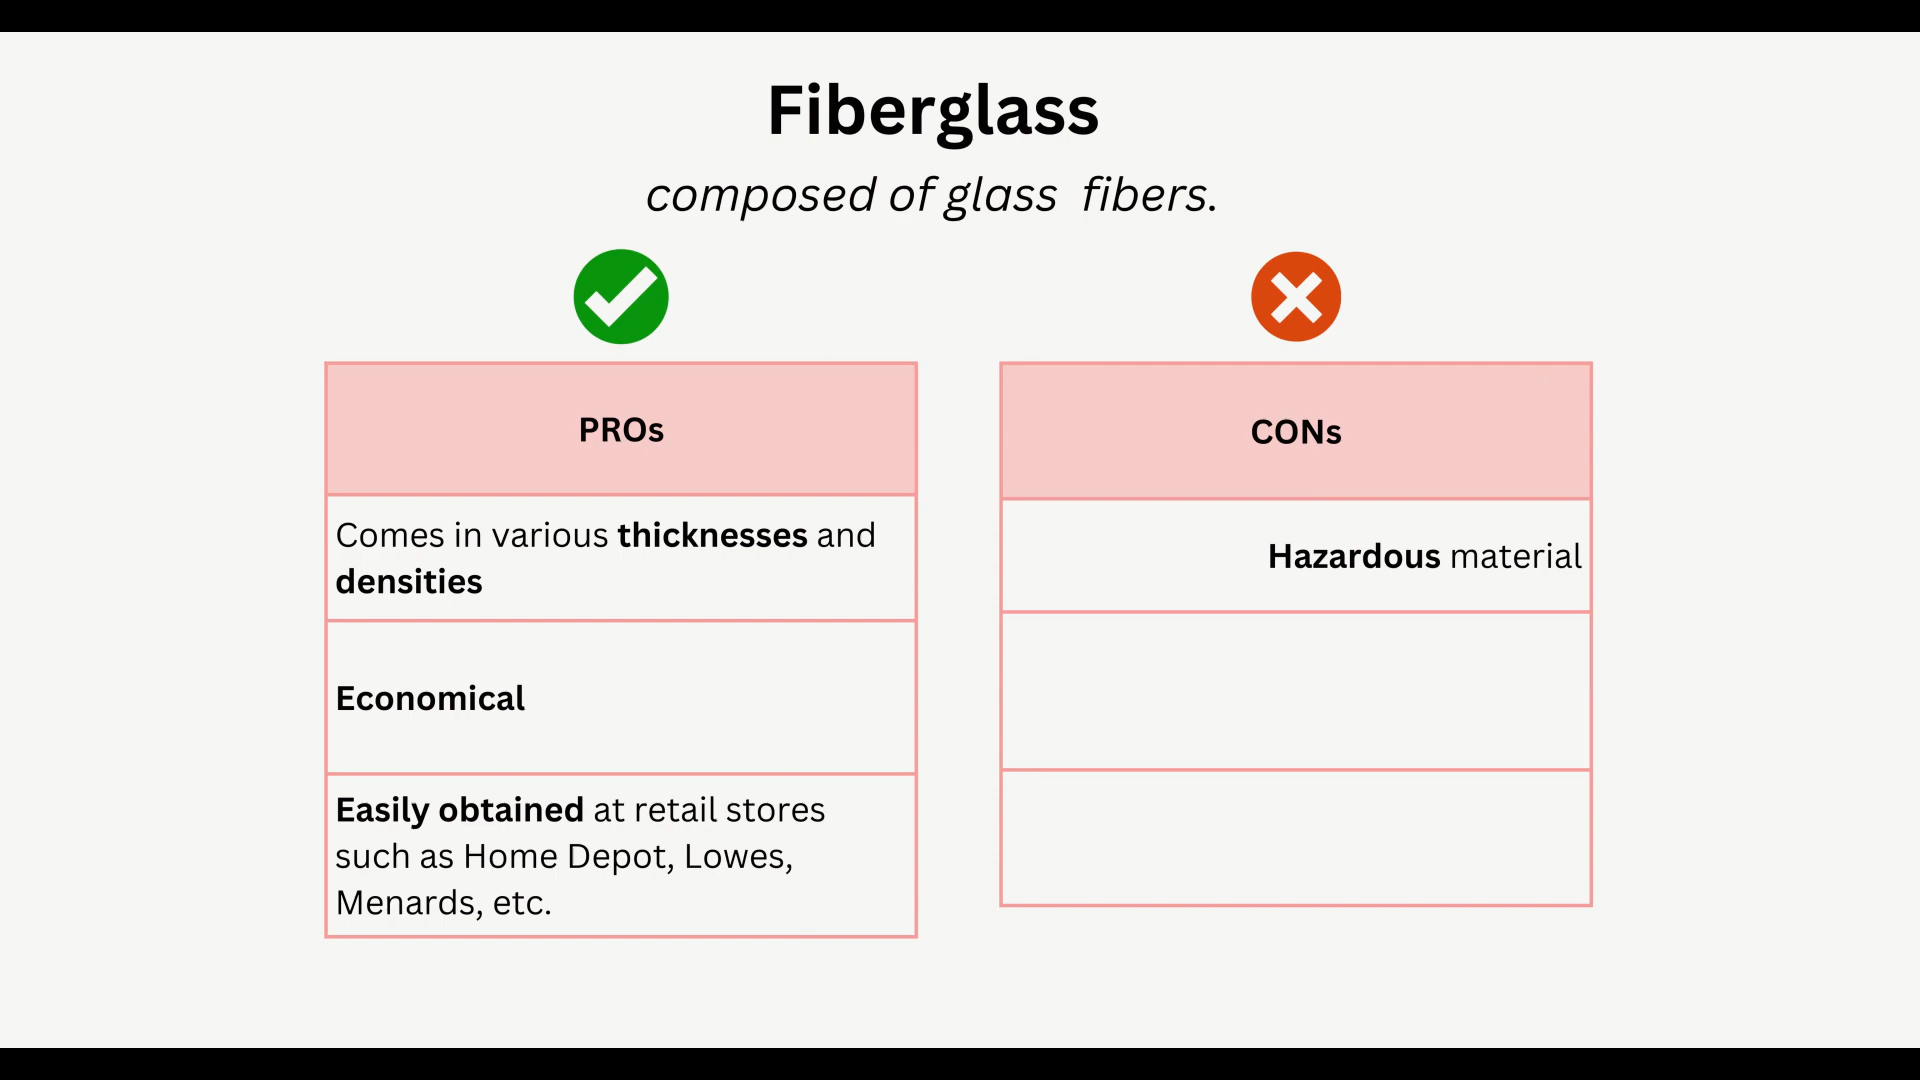 Fiberglass
composed of glass fibers.
PROs
Comes in various thicknesses and
densities
Economical
Easily obtained at retail stores
such as Home Depot, Lowes,
Menards, etc.
CONs
Hazardous material